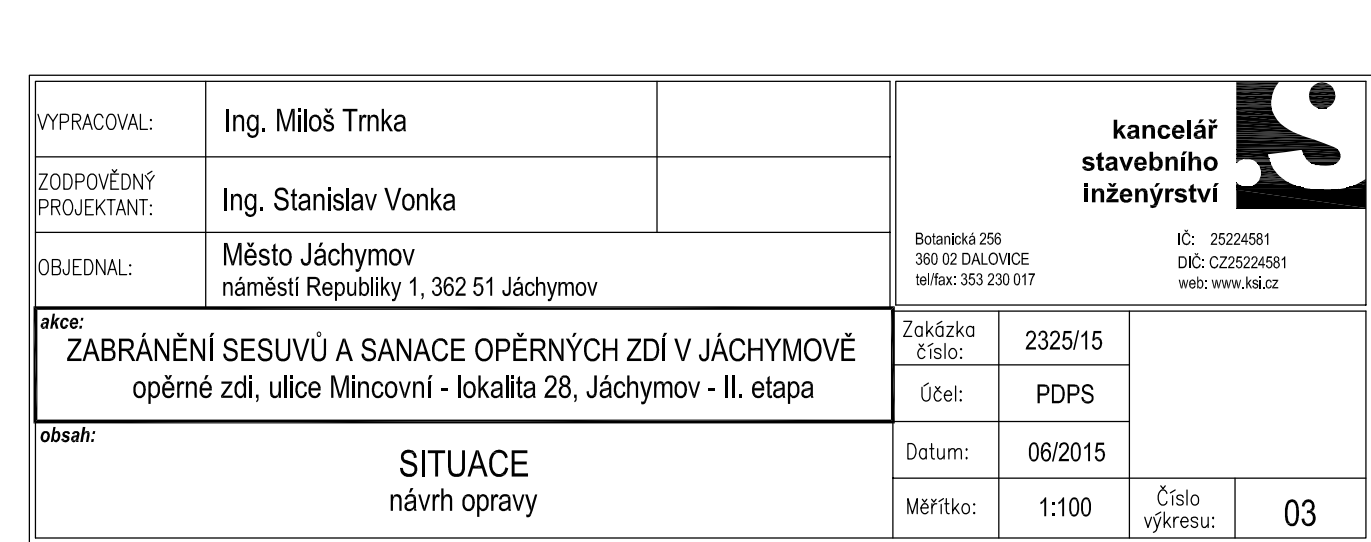 VYPRACOVAL: Ing. Miloš Trnka
ZODPOVĚDNÝ
PROJEKTANT: Ing. Stanislav Vonka
OBJEDNAL: Město Jáchymov
náměstí Republiky 1, 362 51 Jáchymov
kancelář
stavebního
inženýrství
.S
Botanická 256
360 02 DALOVICE
tel/fax: 353 230 017
IČ: 25224581
DIČ: CZ25224581
web: www.ksi.cz
akce:
ZABRÁNĚNÍ SESUVŮ A SANACE OPĚRNÝCH ZDÍ V JÁCHYMOVĚ
opěrné zdi, ulice Mincovní - lokalita 28, Jáchymov - II. etapa
obsah:
SITUACE
návrh opravy
Zakázka
číslo: 2325/15
Účel: PDPS
Datum: 06/2015
Měřítko: 1:100
Číslo
výkresu: 03